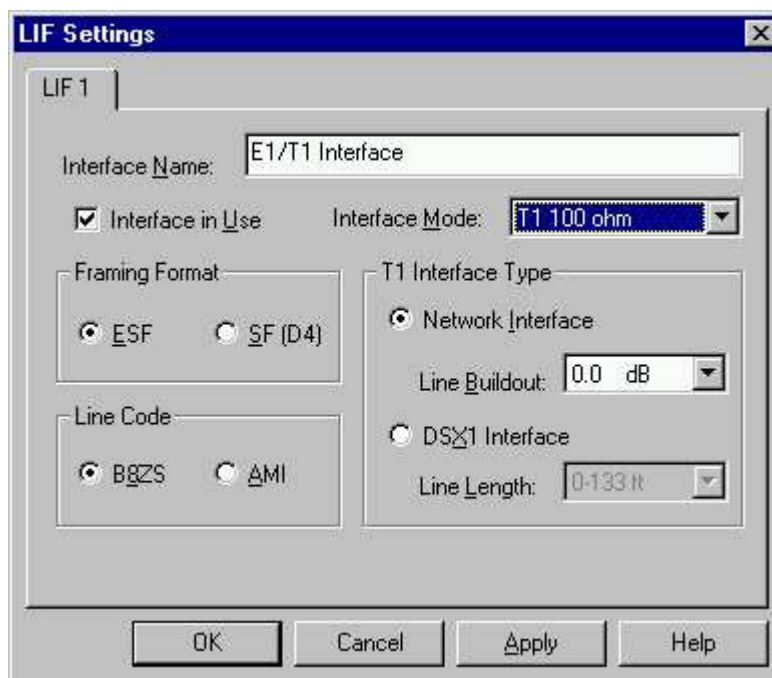 LIF Settings
LIF 1
Interface Name: E1/T1 Interface
Interface in Use
Interface Mode: T1 100 ohm
Framing Format
ESF
SF (D4)
Line Code
B8ZS
AMI
T1 Interface Type
Network Interface
Line Buildout: 0.0 dB
DSX1 Interface
Line Length: 0-133 ft
OK
Cancel
Apply
Help